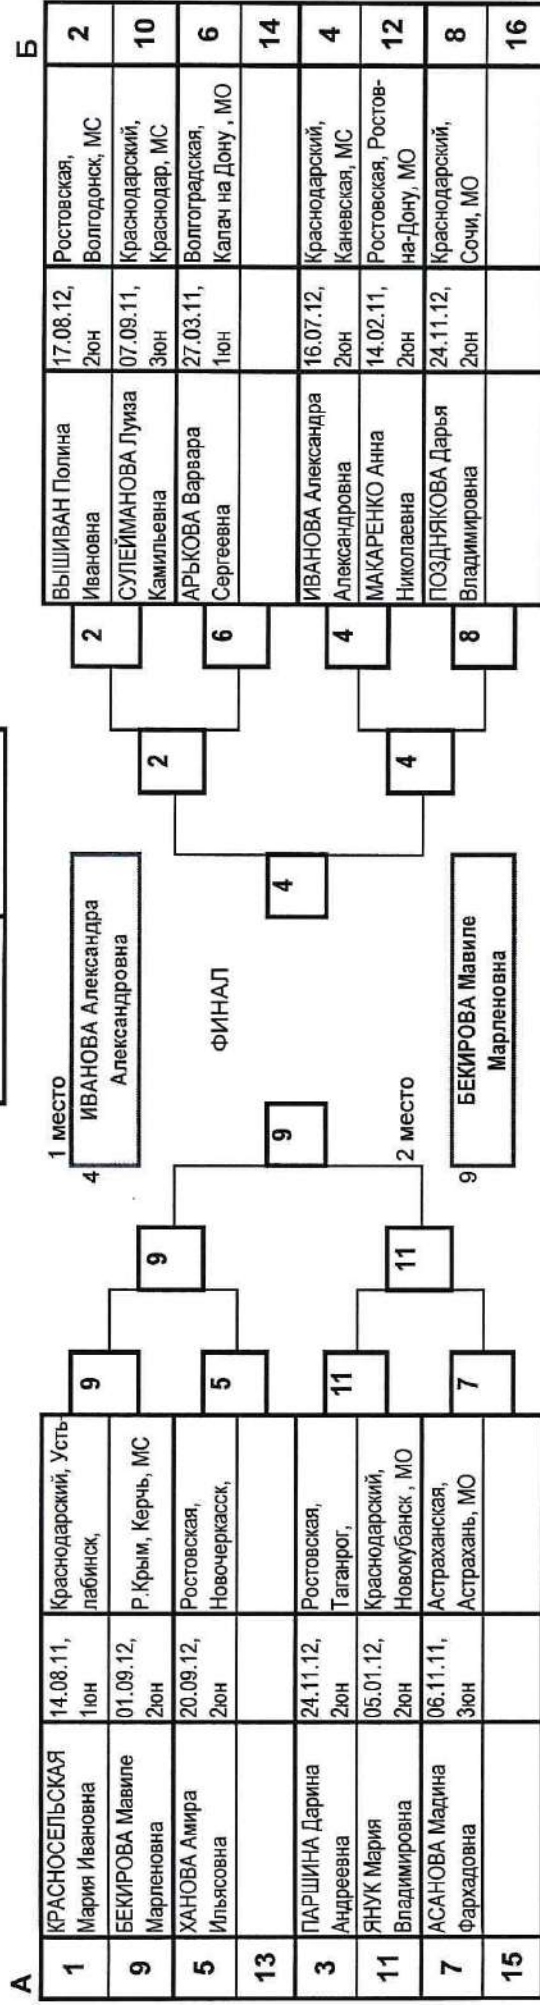 А
1
КРАСНОСЕЛЬСКАЯ
Мария Ивановна
14.08.11,
1юн
Краснодарский, Усть-
лабинск,
9
БЕКИРОВА Мавиле
Марленовна
01.09.12,
2юн
Р.Крым, Керчь, МС
5
ХАНОВА Амира
Ильясовна
20.09.12,
2юн
Ростовская,
Новочеркасск,
13
3
ПАРШИНА Дарина
Андреевна
24.11.12,
2юн
Ростовская,
Таганрог,
11
ЯНУК Мария
Владимировна
05.01.12,
2юн
Краснодарский,
Новокубанск , МО
7
АСАНОВА Мадина
Фархадовна
06.11.11,
3юн
Астраханская,
Астрахань, МО
15
9
5
11
7
9
11
9
1 место
4
ИВАНОВА Александра
Александровна
ФИНАЛ
2 место
9
БЕКИРОВА Мавиле
Марленовна
4
2
4
2
6
4
8
Б
ВЫШИВАН Полина
Ивановна
17.08.12,
2юн
Ростовская,
Волгодонск, МС
2
СУЛЕЙМАНОВА Луиза
Камильевна
07.09.11,
3юн
Краснодарский,
Краснодар, МС
10
АРЬКОВА Варвара
Сергеевна
27.03.11,
1юн
Волгоградская,
Калач на Дону , МО
6
14
ИВАНОВА Александра
Александровна
16.07.12,
2юн
Краснодарский,
Каневская, МС
4
МАКАРЕНКО Анна
Николаевна
14.02.11,
2юн
Ростовская, Ростов-
на-Дону, МО
12
ПОЗДНЯКОВА Дарья
Владимировна
24.11.12,
2юн
Краснодарский,
Сочи, МО
8
16